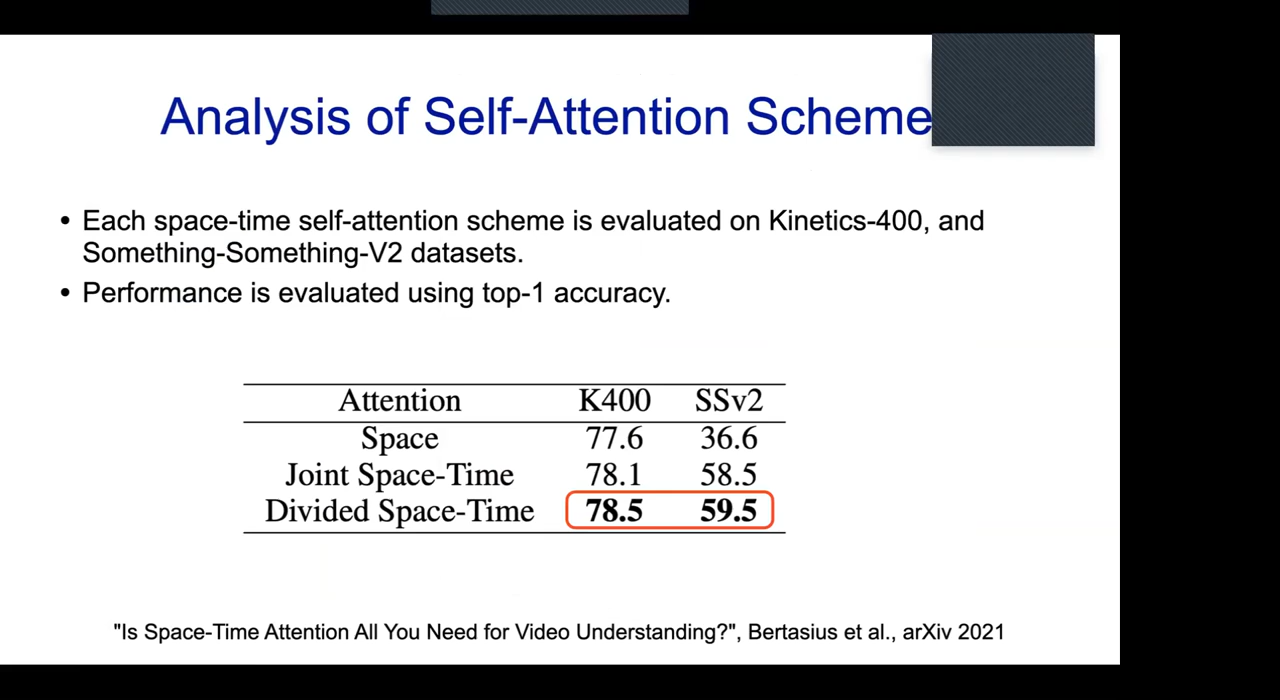 Analysis of Self-Attention Scheme
• Each space-time self-attention scheme is evaluated on Kinetics-400, and
Something-Something-V2 datasets.
• Performance is evaluated using top-1 accuracy.
Attention K400 SSv2
Space 77.6 36.6
Joint Space-Time 78.1 58.5
Divided Space-Time 78.5 59.5
"Is Space-Time Attention All You Need for Video Understanding?", Bertasius et al., arXiv 2021